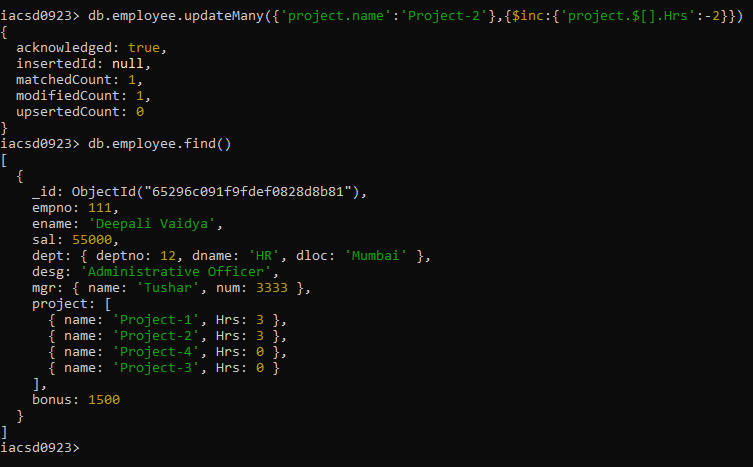 iacsd0923> db.employee.updateMany({'project.name':'Project-2'},{$inc:{'project.$[].Hrs':-2}})
{
  acknowledged: true,
  insertedId: null,
  matchedCount: 1,
  modifiedCount: 1,
  upsertedCount: 0
}
iacsd0923> db.employee.find()
[
  {
    _id: ObjectId("65296c091f9fdef0828d8b81"),
    empno: 111,
    ename: 'Deepali Vaidya',
    sal: 55000,
    dept: { deptno: 12, dname: 'HR', dloc: 'Mumbai' },
    desg: 'Administrative Officer',
    mgr: { name: 'Tushar', num: 3333 },
    project: [
      { name: 'Project-1', Hrs: 3 },
      { name: 'Project-2', Hrs: 3 },
      { name: 'Project-4', Hrs: 0 },
      { name: 'Project-3', Hrs: 0 }
    ],
    bonus: 1500
  }
]
iacsd0923>